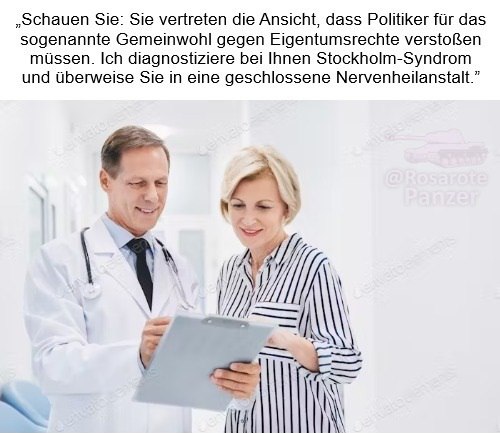 „Schauen Sie: Sie vertreten die Ansicht, dass Politiker für das
sogenannte Gemeinwohl gegen Eigentumsrechte verstoßen
müssen. Ich diagnostiziere bei Ihnen Stockholm-Syndrom
und überweise Sie in eine geschlossene Nervenheilanstalt.”
@Rosarote
Panzer